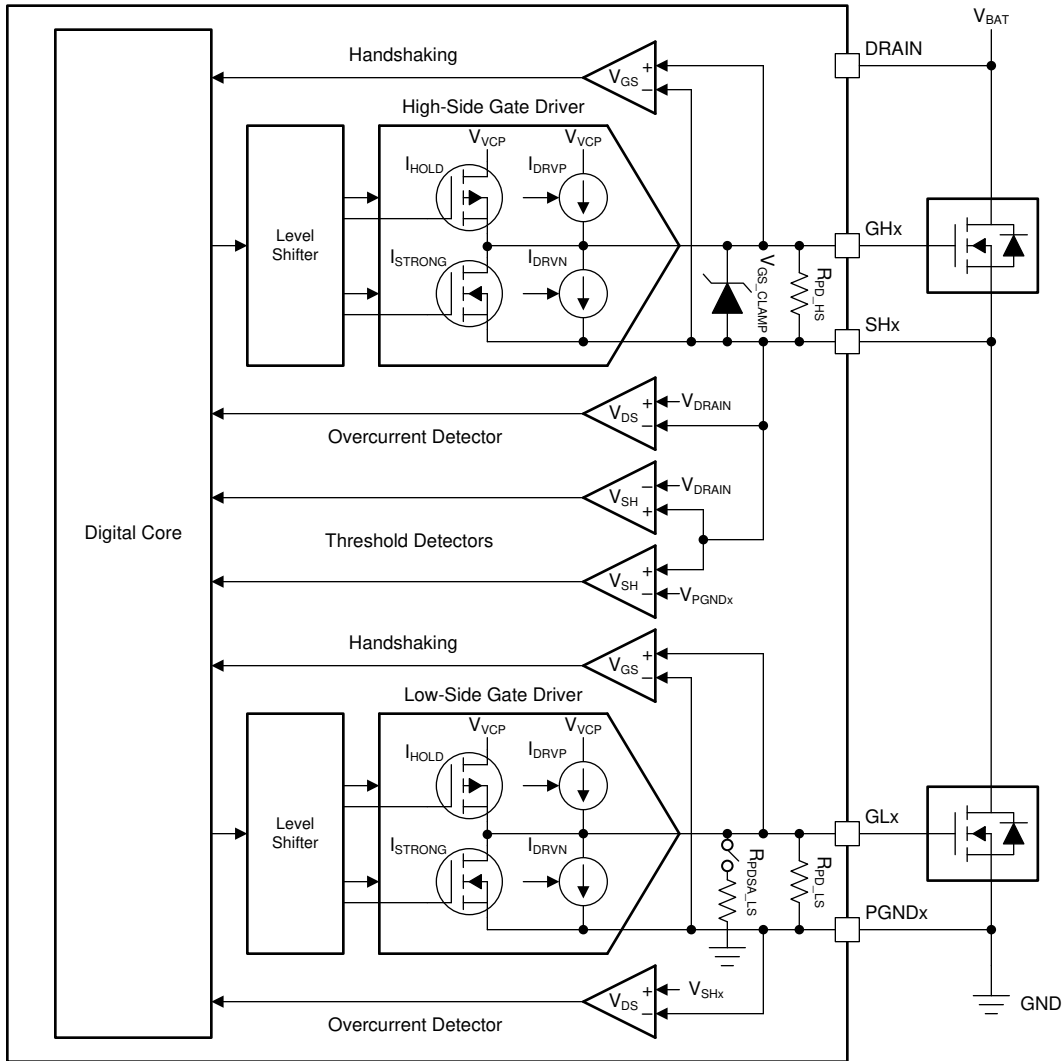 V_BAT
DRAIN
Handshaking
V_GS
+
−
High-Side Gate Driver
V_VCP
V_VCP
I_HOLD
I_DRVP
Level
Shifter
I_STRONG
I_DRVN
V_GS_CLAMP
R_PD_HS
GHx
SHx
V_DS
+
−
V_DRAIN
Overcurrent Detector
V_SH
−
+
V_DRAIN
Digital Core
Threshold Detectors
V_SH
+
−
V_PGNDx
Handshaking
V_GS
+
−
Low-Side Gate Driver
V_VCP
V_VCP
I_HOLD
I_DRVP
Level
Shifter
I_STRONG
I_DRVN
R_PDSA_LS
R_PD_LS
GLx
PGNDx
V_DS
+
−
V_SHx
Overcurrent Detector
GND